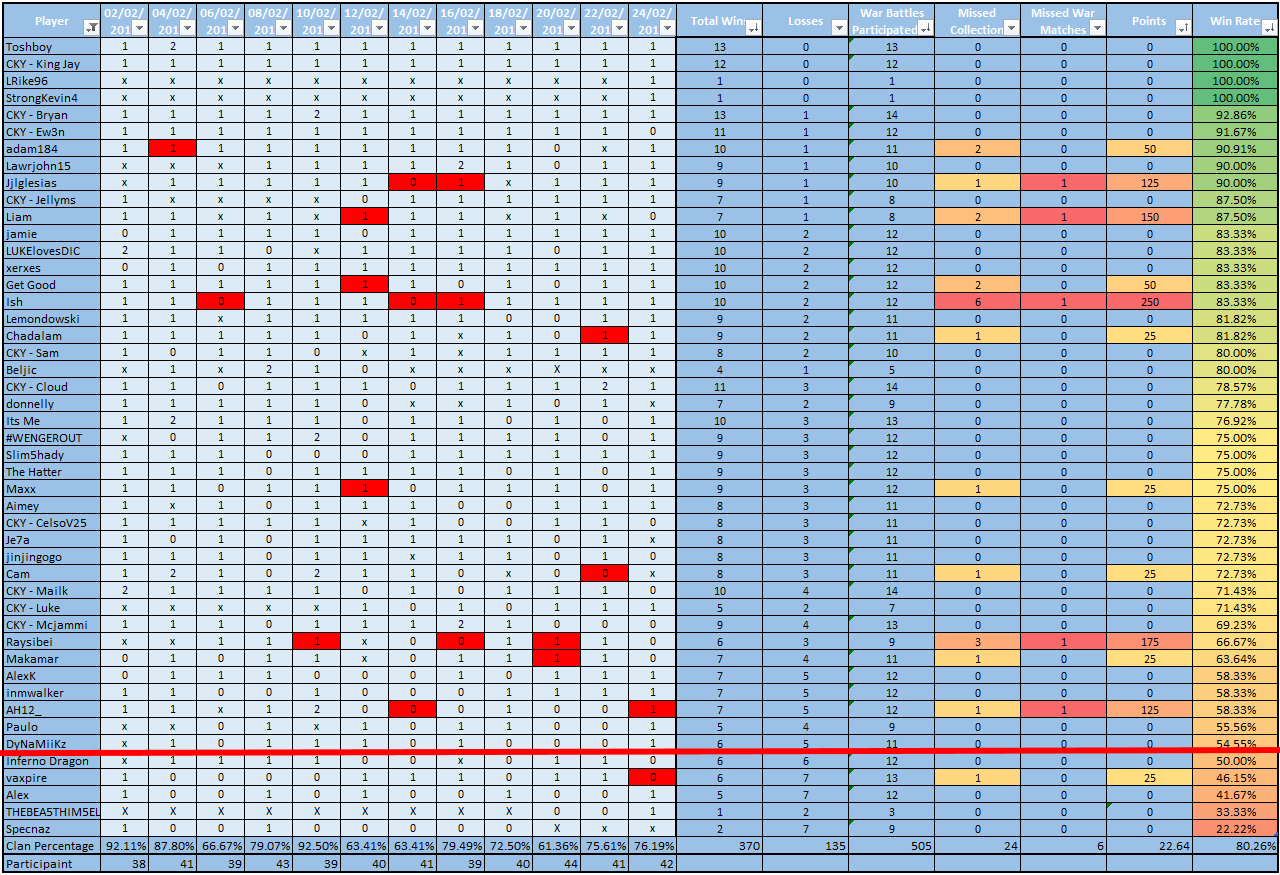 Player 02/02/ 04/02/ 06/02/ 08/02/ 10/02/ 12/02/ 14/02/ 16/02/ 18/02/ 20/02/ 22/02/ 24/02/ Total Wins Losses War Battles Missed Missed War Points Win Rate
201 201 201 201 201 201 201 201 201 201 201 201 Participated Collection Matches
Toshboy 1 2 1 1 1 1 1 1 1 1 1 1 13 0 13 0 0 0 100.00%
CKY - King Jay 1 1 1 1 1 1 1 1 1 1 1 1 12 0 12 0 0 0 100.00%
LRike96 x x x x x x x x x x x 1 1 0 1 0 0 0 100.00%
StrongKevin4 x x x x x x x x x x x 1 1 0 1 0 0 0 100.00%
CKY - Bryan 1 1 1 1 2 1 1 1 1 1 1 1 13 1 14 0 0 0 92.86%
CKY - Ew3n 1 1 1 1 1 1 1 1 1 1 1 0 11 1 12 0 0 0 91.67%
adam184 1 1 1 1 1 1 1 1 1 0 x 1 10 1 11 2 0 50 90.91%
Lawrjohn15 x x x 1 1 1 1 2 1 0 1 1 9 1 10 0 0 0 90.00%
JjIglesias x 1 1 1 1 1 0 1 x 1 1 1 9 1 10 1 1 125 90.00%
CKY - Jellyms 1 x x x x 0 1 1 1 1 1 1 7 1 8 0 0 0 87.50%
Liam 1 1 x 1 x 1 1 1 x 1 x 0 7 1 8 2 1 150 87.50%
jamie 0 1 1 1 1 0 1 1 1 1 1 1 10 2 12 0 0 0 83.33%
LUKElovesDIC 2 1 1 0 x 1 1 1 1 0 1 1 10 2 12 0 0 0 83.33%
xerxes 0 1 0 1 1 1 1 1 1 1 1 1 10 2 12 0 0 0 83.33%
Get Good 1 1 1 1 1 1 1 0 1 0 1 1 10 2 12 2 0 50 83.33%
Ish 1 1 0 1 1 1 0 1 1 1 1 1 10 2 12 6 1 250 83.33%
Lemondowski 1 1 x 1 1 1 1 1 0 0 1 1 9 2 11 0 0 0 81.82%
Chadalam 1 1 1 1 1 0 1 x 1 0 1 1 9 2 11 1 0 25 81.82%
CKY - Sam 1 0 1 1 0 x 1 x 1 1 1 1 8 2 10 0 0 0 80.00%
Beljic x 1 x 2 1 0 x x x X x x 4 1 5 0 0 0 80.00%
CKY - Cloud 1 1 0 1 1 1 0 1 1 1 2 1 11 3 14 0 0 0 78.57%
donnelly 1 1 1 1 1 0 x x 1 0 1 x 7 2 9 0 0 0 77.78%
Its Me 1 2 1 1 1 0 1 1 0 1 0 1 10 3 13 0 0 0 76.92%
#WENGEROUT x 0 1 1 2 0 1 1 1 1 0 1 9 3 12 0 0 0 75.00%
Slim5hady 1 1 1 0 0 0 1 1 1 1 1 1 9 3 12 0 0 0 75.00%
The Hatter 1 1 1 0 1 1 1 1 0 1 0 1 9 3 12 0 0 0 75.00%
Maxx 1 1 0 1 1 1 0 1 1 1 0 1 9 3 12 1 0 25 75.00%
Aimey 1 x 1 0 1 1 1 0 0 1 1 1 8 3 11 0 0 0 72.73%
CKY - CelsoV25 1 1 1 1 1 x 1 0 0 1 1 0 8 3 11 0 0 0 72.73%
Je7a 1 1 0 1 0 1 1 1 1 0 1 x 8 3 11 0 0 0 72.73%
jinjingogo 1 1 1 0 1 1 x 1 1 0 1 0 8 3 11 0 0 0 72.73%
Cam 1 2 1 0 2 1 1 0 x 0 0 x 8 3 11 1 0 25 72.73%
CKY - Mailk 2 1 1 1 1 0 1 0 0 0 1 1 10 4 14 0 0 0 71.43%
CKY - Luke x x x x x 1 0 1 0 1 1 1 5 2 7 0 0 0 71.43%
CKY - Mcjammi 1 1 1 0 1 1 1 2 1 0 0 0 9 4 13 0 0 0 69.23%
Raysibei x x 1 1 1 x 0 0 1 1 1 0 6 3 9 3 1 175 66.67%
Makamar 0 1 0 1 1 x 0 1 1 1 1 0 7 4 11 1 0 25 63.64%
AlexK 0 1 1 1 0 0 0 0 1 1 1 1 7 5 12 0 0 0 58.33%
inmwalker 1 1 0 0 1 0 0 0 1 1 1 1 7 5 12 0 0 0 58.33%
AH12_ 1 1 x 1 2 0 0 1 0 0 0 1 7 5 12 1 1 125 58.33%
Paulo x x 0 1 x 1 0 1 1 0 0 1 5 4 9 0 0 0 55.56%
DyNaMiiKz x 1 0 1 1 1 0 1 0 0 0 1 6 5 11 0 0 0 54.55%
Inferno Dragon x 1 1 1 1 0 0 x 0 1 1 0 6 6 12 0 0 0 50.00%
vaxpire 1 0 0 0 1 1 1 1 0 1 1 0 6 7 13 1 0 25 46.15%
Alex 1 0 0 1 1 0 0 0 0 0 1 1 5 7 12 0 0 0 41.67%
THEBEA5THIM5EL X X X X X X X X X 0 0 1 1 2 3 0 0 0 33.33%
Specnaz 1 0 0 1 0 0 0 0 0 X x x 2 7 9 0 0 0 22.22%
Clan Percentage 92.11% 87.80% 66.67% 79.07% 92.50% 63.41% 63.41% 79.49% 72.50% 61.36% 75.61% 76.19% 370 135 505 24 6 22.64 80.26%
Participaint 38 41 39 43 39 40 41 39 40 44 41 42